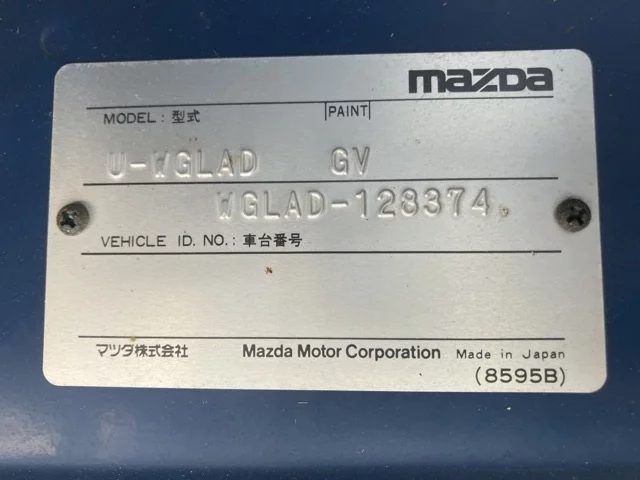 mazda
MODEL : 型式 PAINT
U-WGLAD GV
WGLAD-128374
VEHICLE ID. NO. : 車台番号
マツダ株式会社 Mazda Motor Corporation Made in Japan
(8595B)